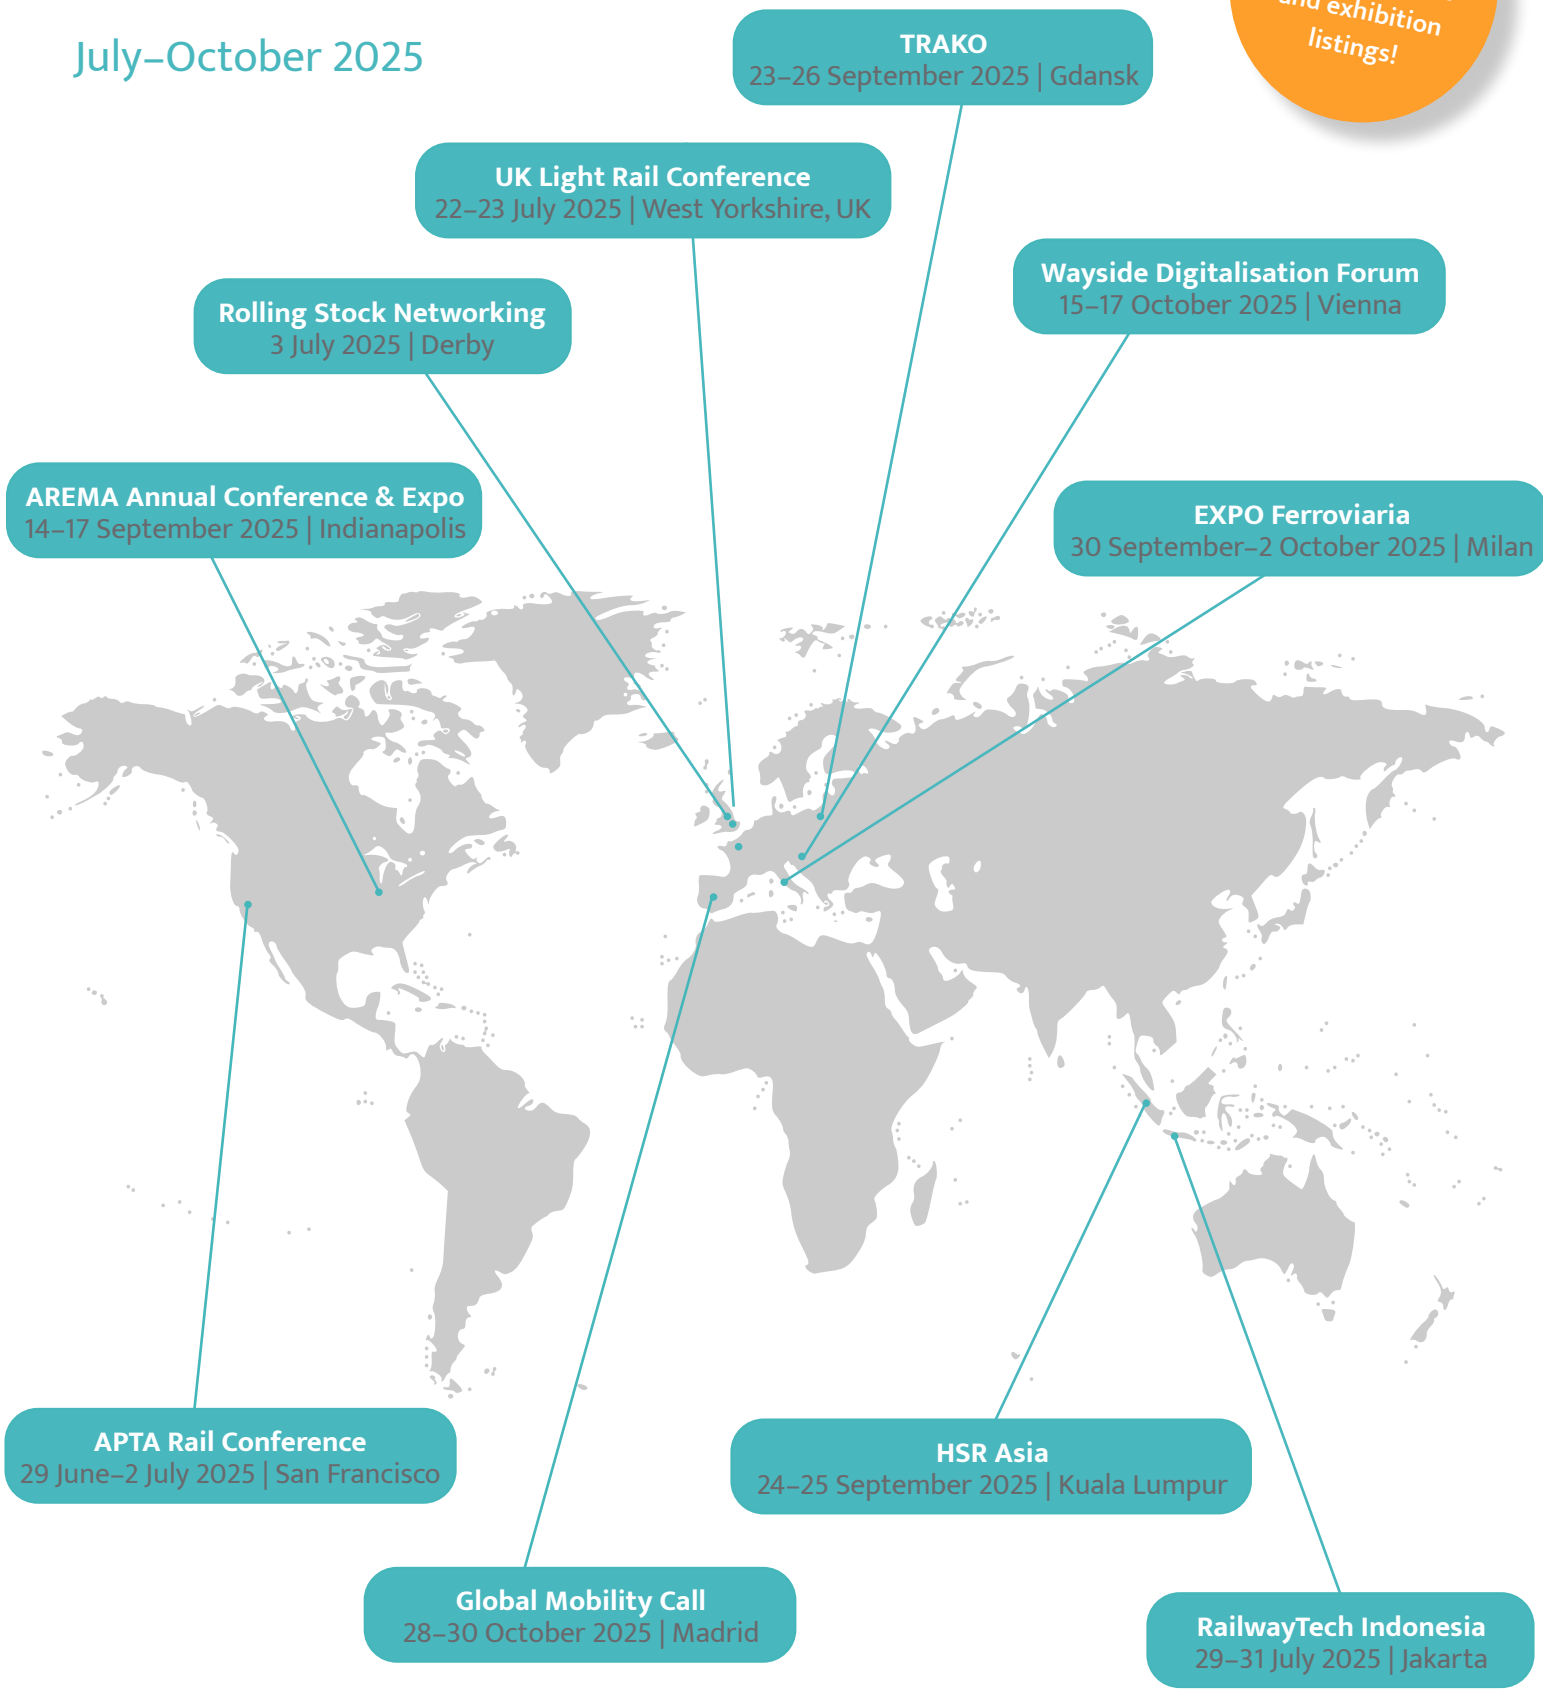 July–October 2025
and exhibition
listings!
TRAKO
23–26 September 2025 | Gdansk
UK Light Rail Conference
22–23 July 2025 | West Yorkshire, UK
Wayside Digitalisation Forum
15–17 October 2025 | Vienna
Rolling Stock Networking
3 July 2025 | Derby
AREMA Annual Conference & Expo
14–17 September 2025 | Indianapolis
EXPO Ferroviaria
30 September–2 October 2025 | Milan
APTA Rail Conference
29 June–2 July 2025 | San Francisco
HSR Asia
24–25 September 2025 | Kuala Lumpur
Global Mobility Call
28–30 October 2025 | Madrid
RailwayTech Indonesia
29–31 July 2025 | Jakarta